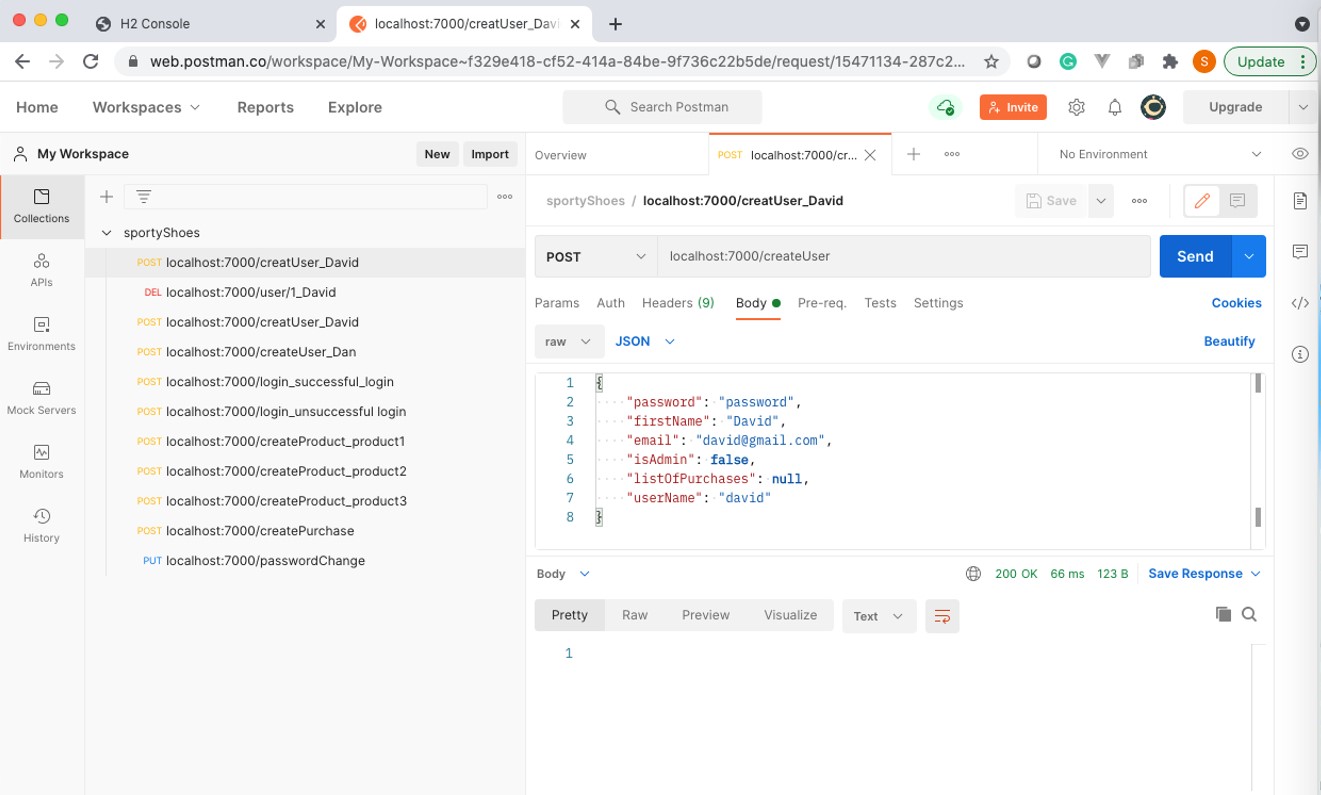 H2 Console
localhost:7000/creatUser_Davi
web.postman.co/workspace/My-Workspace~f329e418-cf52-414a-84be-9f736c22b5de/request/15471134-287c2...
S
Update
Home
Workspaces
Reports
Explore
Search Postman
Invite
Upgrade
My Workspace
New
Import
Overview
POST localhost:7000/cr...
No Environment
Collections
APIs
Environments
Mock Servers
Monitors
History
sportyShoes
POST localhost:7000/creatUser_David
DEL localhost:7000/user/1_David
POST localhost:7000/creatUser_David
POST localhost:7000/createUser_Dan
POST localhost:7000/login_successful_login
POST localhost:7000/login_unsuccessful login
POST localhost:7000/createProduct_product1
POST localhost:7000/createProduct_product2
POST localhost:7000/createProduct_product3
POST localhost:7000/createPurchase
PUT localhost:7000/passwordChange
sportyShoes / localhost:7000/creatUser_David
Save
POST
localhost:7000/createUser
Send
Params Auth Headers (9) Body Pre-req. Tests Settings
Cookies
raw
JSON
Beautify
1 {
2 "password": "password",
3 "firstName": "David",
4 "email": "david@gmail.com",
5 "isAdmin": false,
6 "listOfPurchases": null,
7 "userName": "david"
8 }
Body
200 OK 66 ms 123 B
Save Response
Pretty Raw Preview Visualize
Text
1